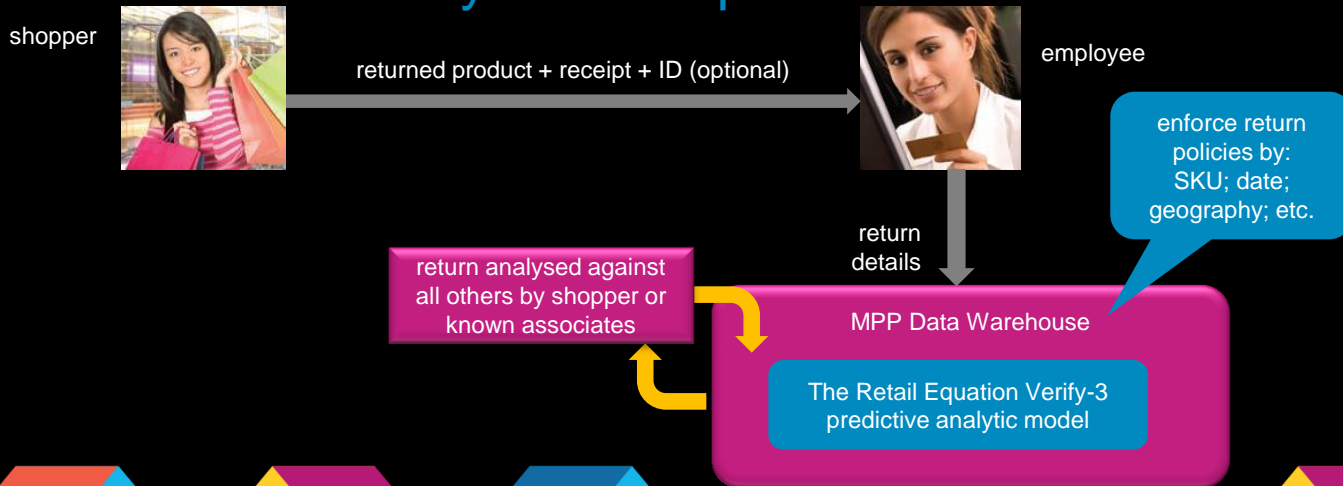 shopper
returned product + receipt + ID (optional)
employee
enforce return
policies by:
SKU; date;
geography; etc.
return
details
return analysed against
all others by shopper or
known associates
MPP Data Warehouse
The Retail Equation Verify-3
predictive analytic model